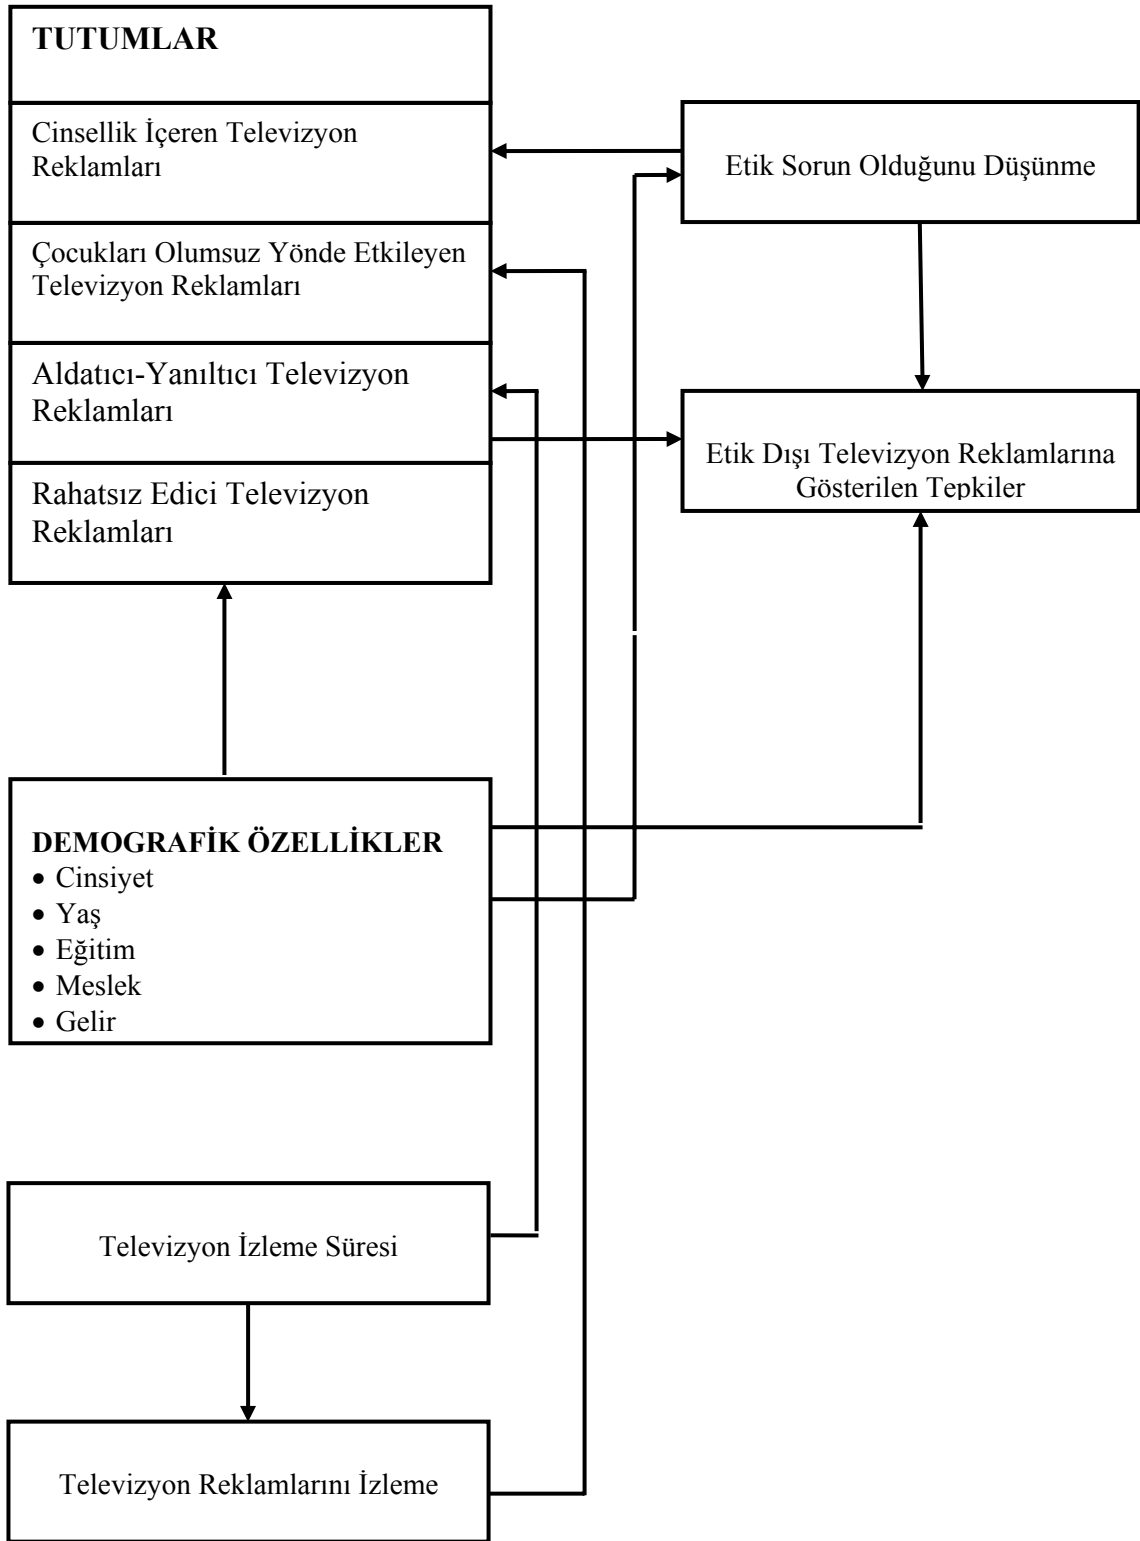 TUTUMLAR
Cinsellik İçeren Televizyon
Reklamları
Çocukları Olumsuz Yönde Etkileyen
Televizyon Reklamları
Aldatıcı-Yanıltıcı Televizyon
Reklamları
Rahatsız Edici Televizyon
Reklamları
Etik Sorun Olduğunu Düşünme
Etik Dışı Televizyon Reklamlarına
Gösterilen Tepkiler
DEMOGRAFİK ÖZELLİKLER
• Cinsiyet
• Yaş
• Eğitim
• Meslek
• Gelir
Televizyon İzleme Süresi
Televizyon Reklamlarını İzleme